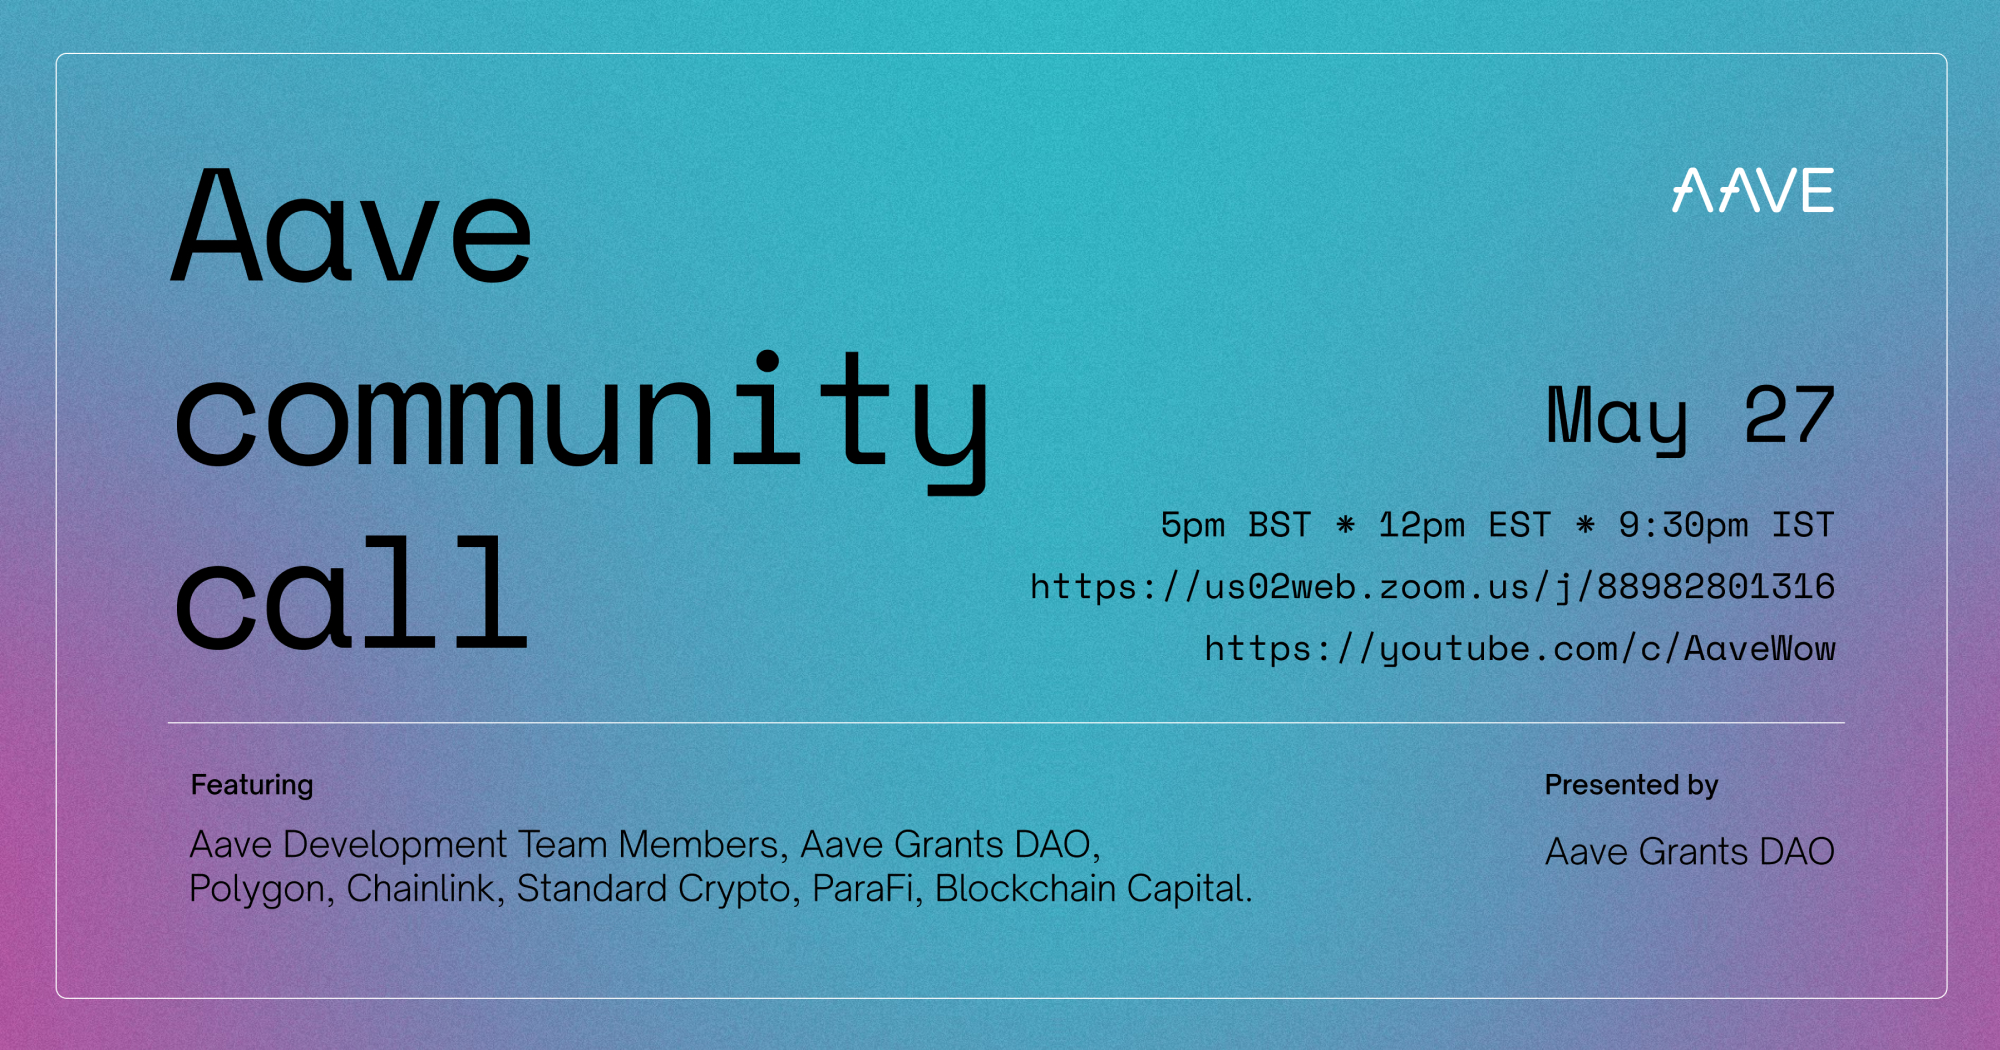 Aave
community
call
AAVE
May 27
5pm BST * 12pm EST * 9:30pm IST
https://us02web.zoom.us/j/88982801316
https://youtube.com/c/AaveWow
Featuring
Aave Development Team Members, Aave Grants DAO,
Polygon, Chainlink, Standard Crypto, ParaFi, Blockchain Capital.
Presented by
Aave Grants DAO